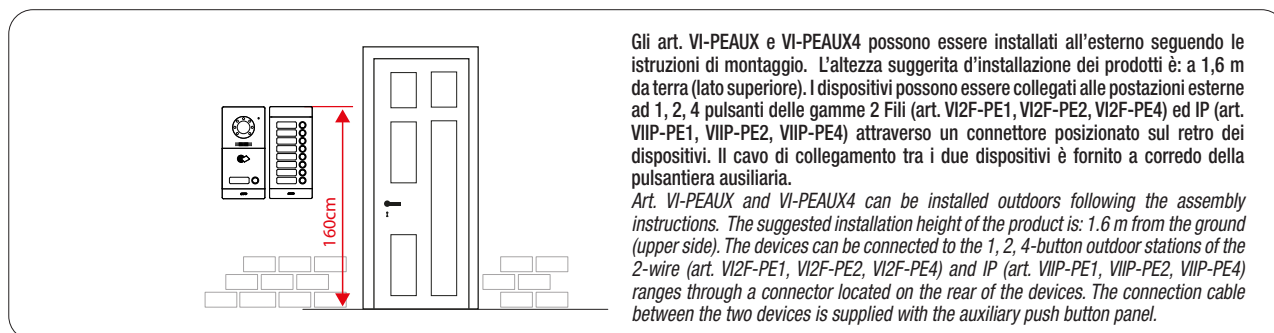 Gli art. VI-PEAUX e VI-PEAUX4 possono essere installati all’esterno seguendo le
istruzioni di montaggio. L’altezza suggerita d’installazione dei prodotti è: a 1,6 m
da terra (lato superiore). I dispositivi possono essere collegati alle postazioni esterne
ad 1, 2, 4 pulsanti delle gamme 2 Fili (art. VI2F-PE1, VI2F-PE2, VI2F-PE4) ed IP (art.
VIIP-PE1, VIIP-PE2, VIIP-PE4) attraverso un connettore posizionato sul retro dei
dispositivi. Il cavo di collegamento tra i due dispositivi è fornito a corredo della
pulsantiera ausiliaria.
Art. VI-PEAUX and VI-PEAUX4 can be installed outdoors following the assembly
instructions. The suggested installation height of the product is: 1.6 m from the ground
(upper side). The devices can be connected to the 1, 2, 4-button outdoor stations of the
2-wire (art. VI2F-PE1, VI2F-PE2, VI2F-PE4) and IP (art. VIIP-PE1, VIIP-PE2, VIIP-PE4)
ranges through a connector located on the rear of the devices. The connection cable
between the two devices is supplied with the auxiliary push button panel.
160cm